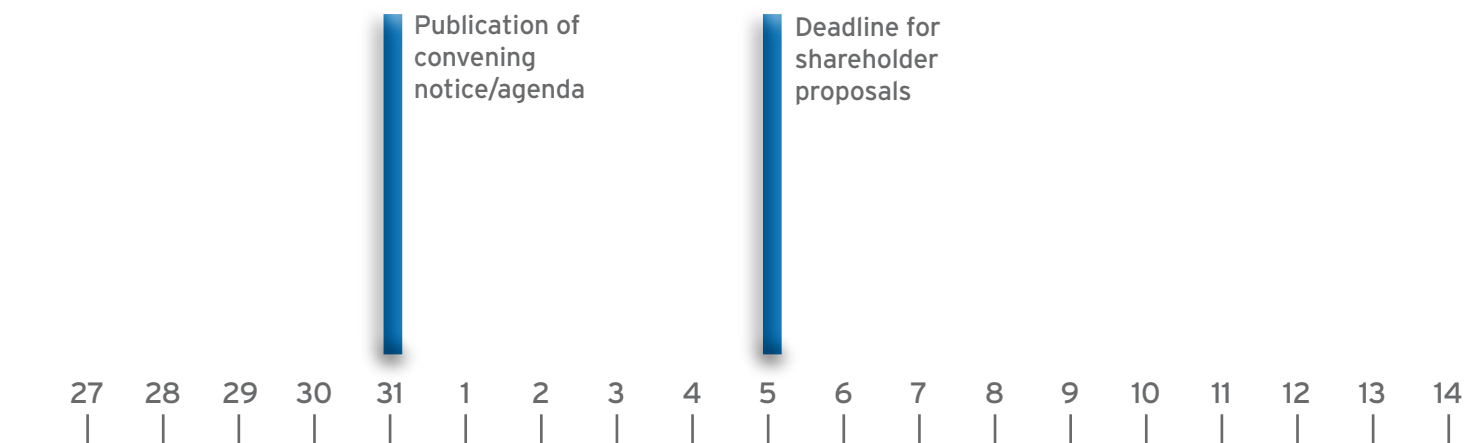 Publication of
convening
notice/agenda
Deadline for
shareholder
proposals
27 28 29 30 31 1 2 3 4 5 6 7 8 9 10 11 12 13 14